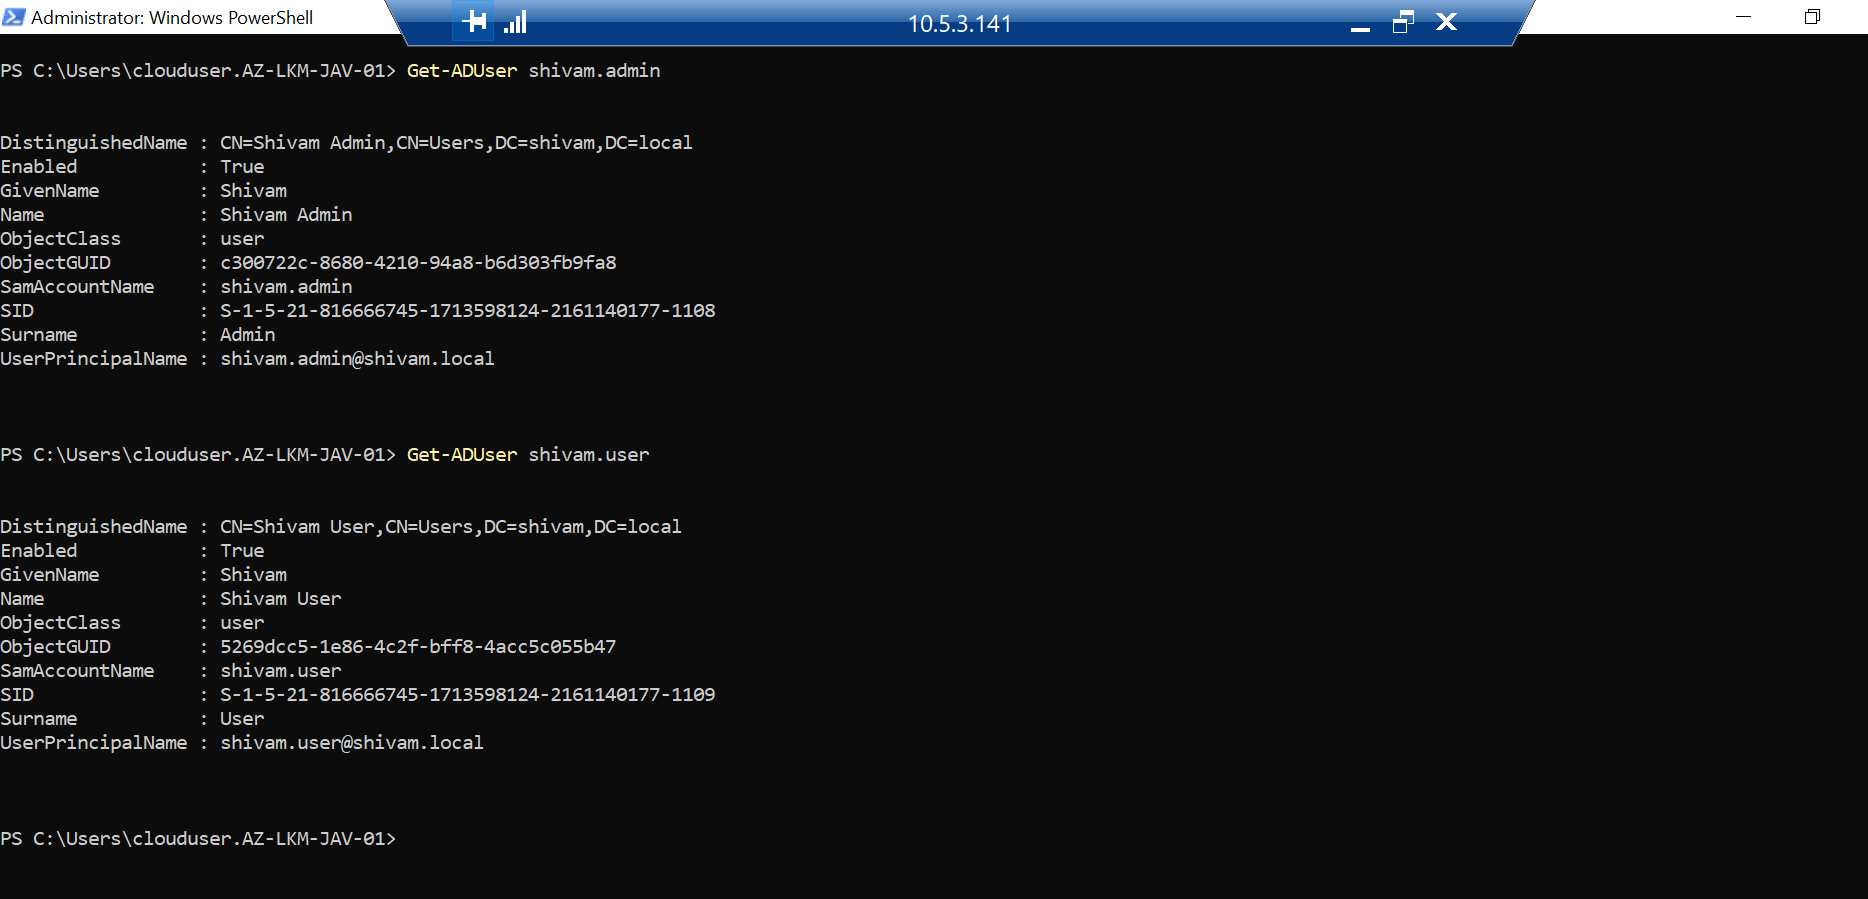 Administrator: Windows PowerShell
10.5.3.141
PS C:\Users\clouduser.AZ-LKM-JAV-01> Get-ADUser shivam.admin
DistinguishedName : CN=Shivam Admin,CN=Users,DC=shivam,DC=local
Enabled           : True
GivenName         : Shivam
Name              : Shivam Admin
ObjectClass       : user
ObjectGUID        : c300722c-8680-4210-94a8-b6d303fb9fa8
SamAccountName    : shivam.admin
SID               : S-1-5-21-816666745-1713598124-2161140177-1108
Surname           : Admin
UserPrincipalName : shivam.admin@shivam.local
PS C:\Users\clouduser.AZ-LKM-JAV-01> Get-ADUser shivam.user
DistinguishedName : CN=Shivam User,CN=Users,DC=shivam,DC=local
Enabled           : True
GivenName         : Shivam
Name              : Shivam User
ObjectClass       : user
ObjectGUID        : 5269dcc5-1e86-4c2f-bff8-4acc5c055b47
SamAccountName    : shivam.user
SID               : S-1-5-21-816666745-1713598124-2161140177-1109
Surname           : User
UserPrincipalName : shivam.user@shivam.local
PS C:\Users\clouduser.AZ-LKM-JAV-01>